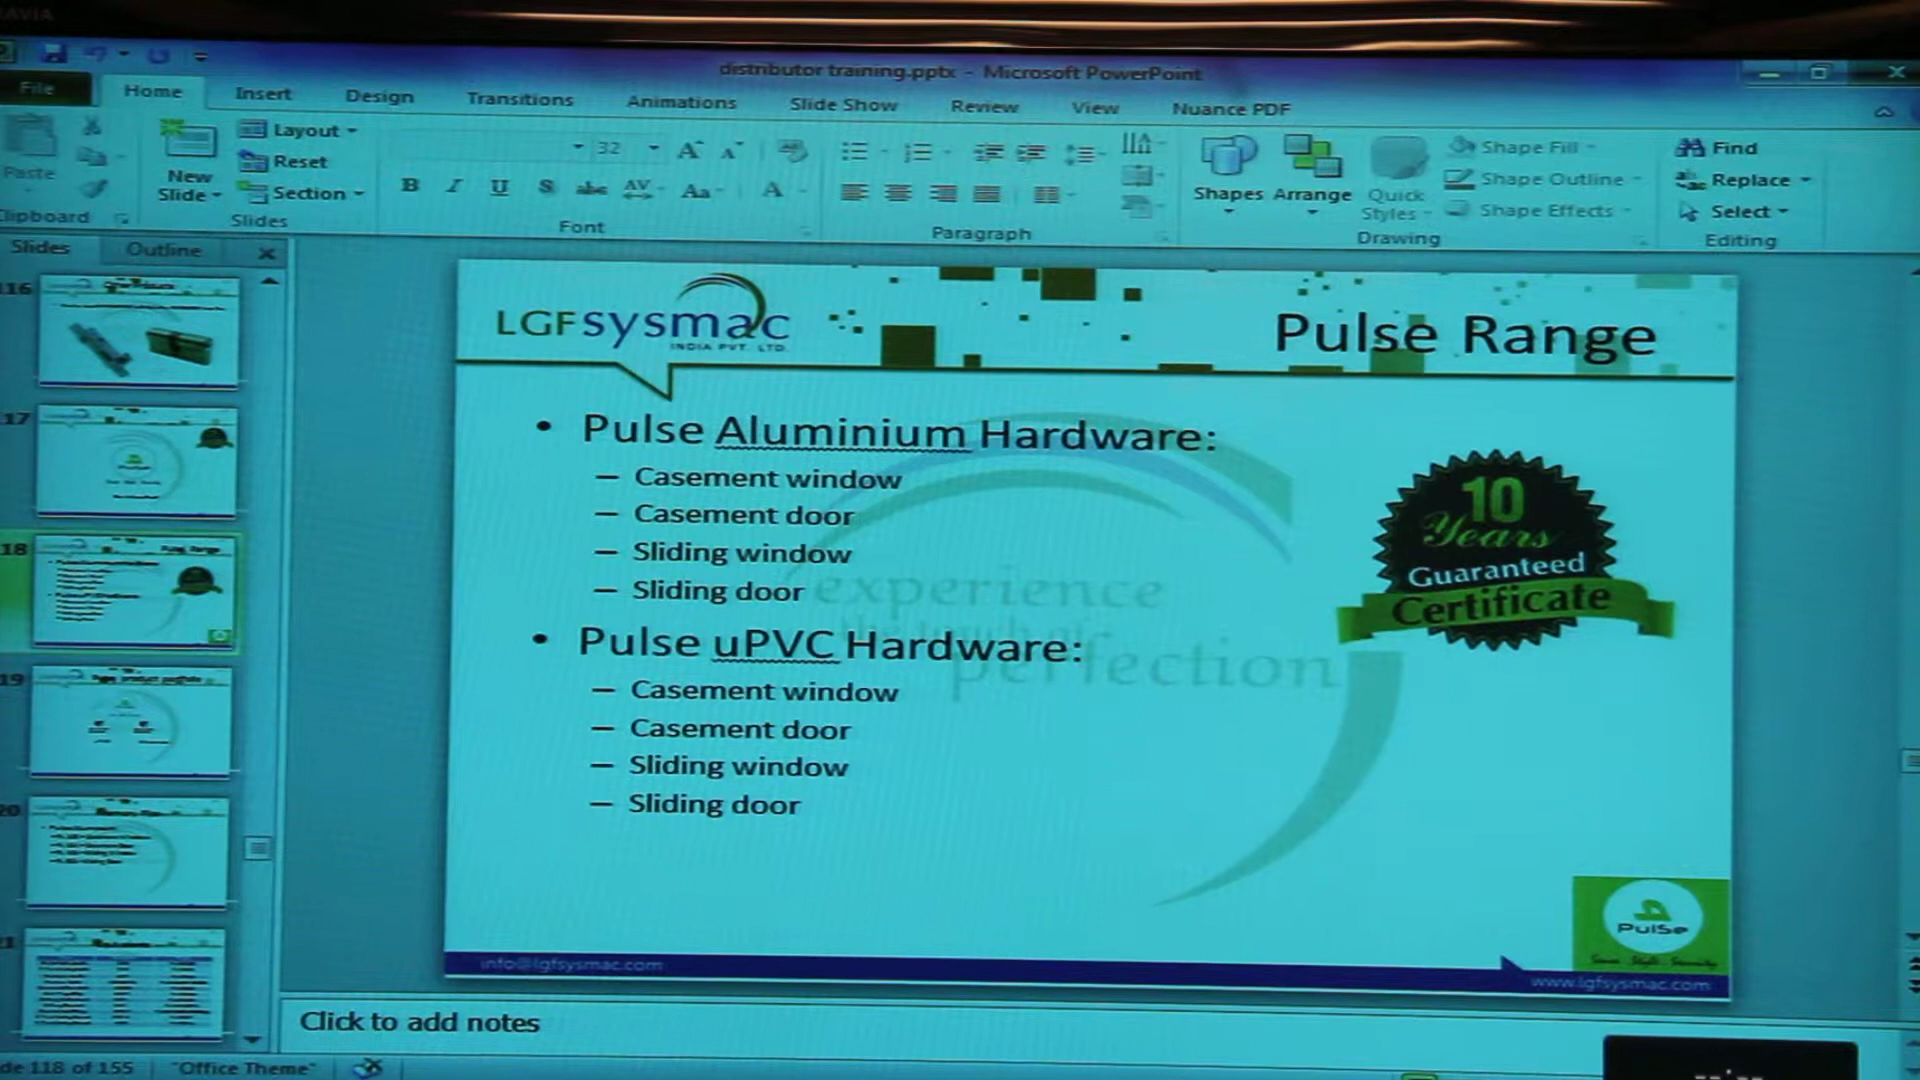 distributor training.pptx - Microsoft PowerPoint
File Home Insert Design Transitions Animations Slide Show Review View Nuance PDF
Paste
New Slide
Layout
Reset
Section
32
Shapes Arrange Quick Styles
Shape Fill
Shape Outline
Shape Effects
Find
Replace
Select
Clipboard Slides Font Paragraph Drawing Editing
Slides Outline
LGFsysmac
INDIA PVT. LTD.
Pulse Range
• Pulse Aluminium Hardware:
– Casement window
– Casement door
– Sliding window
– Sliding door
• Pulse uPVC Hardware:
– Casement window
– Casement door
– Sliding window
– Sliding door
experience
perfection
10
Years
Guaranteed
Certificate
PulSe
info@lgfsysmac.com
www.lgfsysmac.com
Click to add notes
118 of 155 "Office Theme"